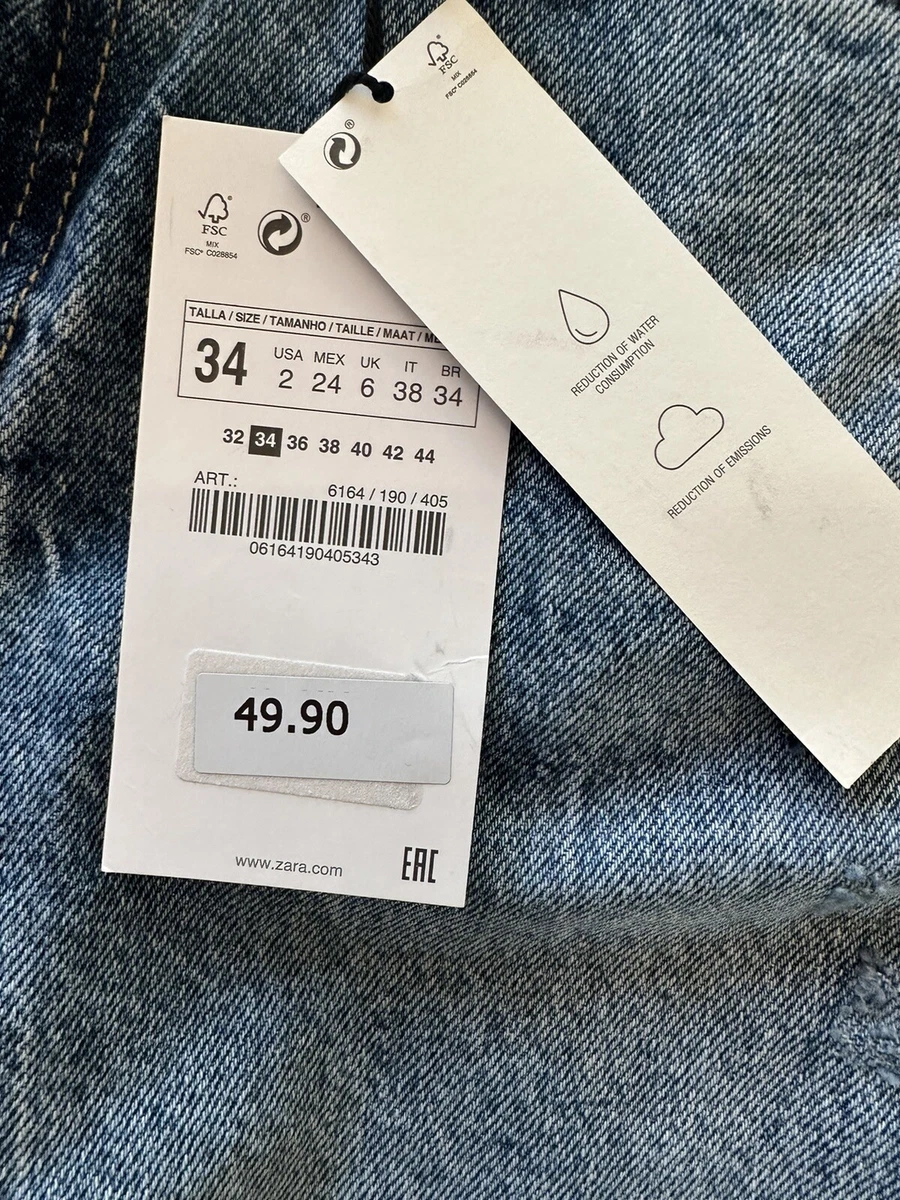 FSC
MIX
FSC® C028854
®
TALLA / SIZE / TAMANHO / TAILLE / MAAT /
34
USA MEX UK IT BR
2 24 6 38 34
32 34 36 38 40 42 44
ART.:
6164 / 190 / 405
06164190405343
49.90
www.zara.com
EAC
FSC
MIX
FSC® C028854
®
REDUCTION OF WATER
CONSUMPTION
REDUCTION OF EMISSIONS